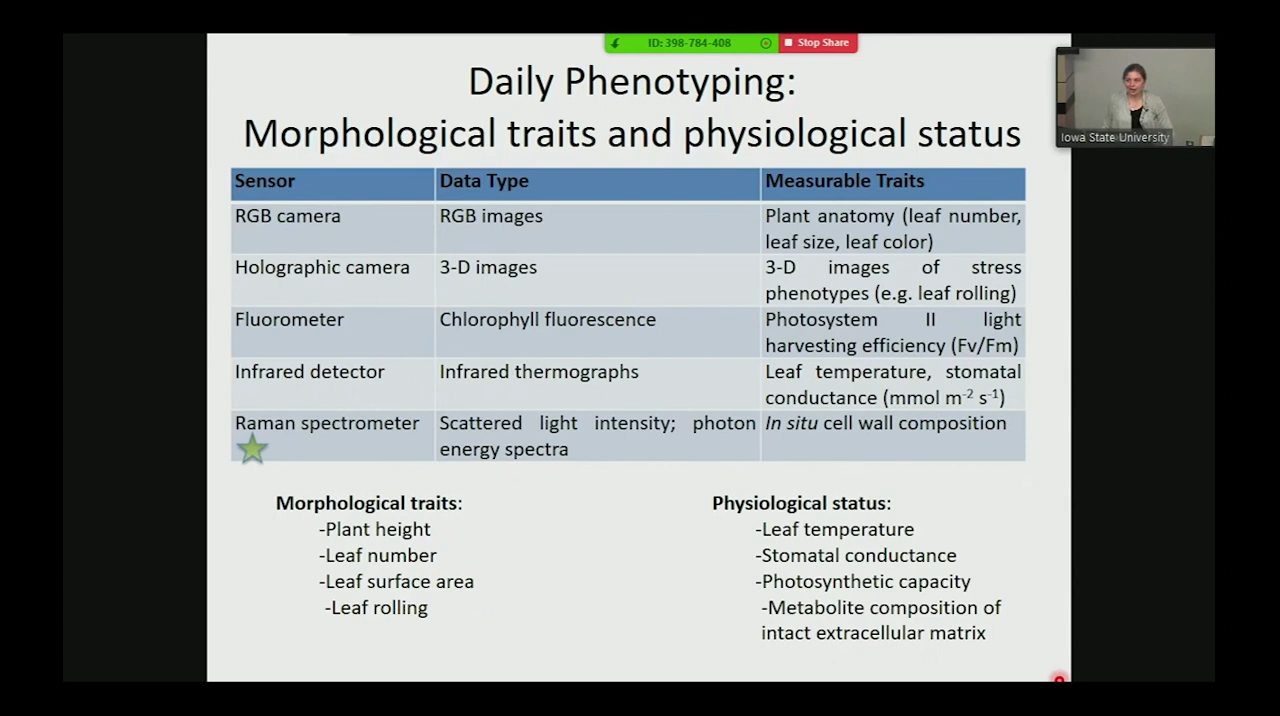 ID: 398-784-408
Stop Share
Daily Phenotyping:
Morphological traits and physiological status
Iowa State University
Sensor
Data Type
Measurable Traits
RGB camera
RGB images
Plant anatomy (leaf number,
leaf size, leaf color)
Holographic camera
3-D images
3-D images of stress
phenotypes (e.g. leaf rolling)
Fluorometer
Chlorophyll fluorescence
Photosystem II light
harvesting efficiency (Fv/Fm)
Infrared detector
Infrared thermographs
Leaf temperature, stomatal
conductance (mmol m⁻² s⁻¹)
Raman spectrometer
Scattered light intensity; photon
energy spectra
In situ cell wall composition
Morphological traits:
-Plant height
-Leaf number
-Leaf surface area
-Leaf rolling
Physiological status:
-Leaf temperature
-Stomatal conductance
-Photosynthetic capacity
-Metabolite composition of
intact extracellular matrix